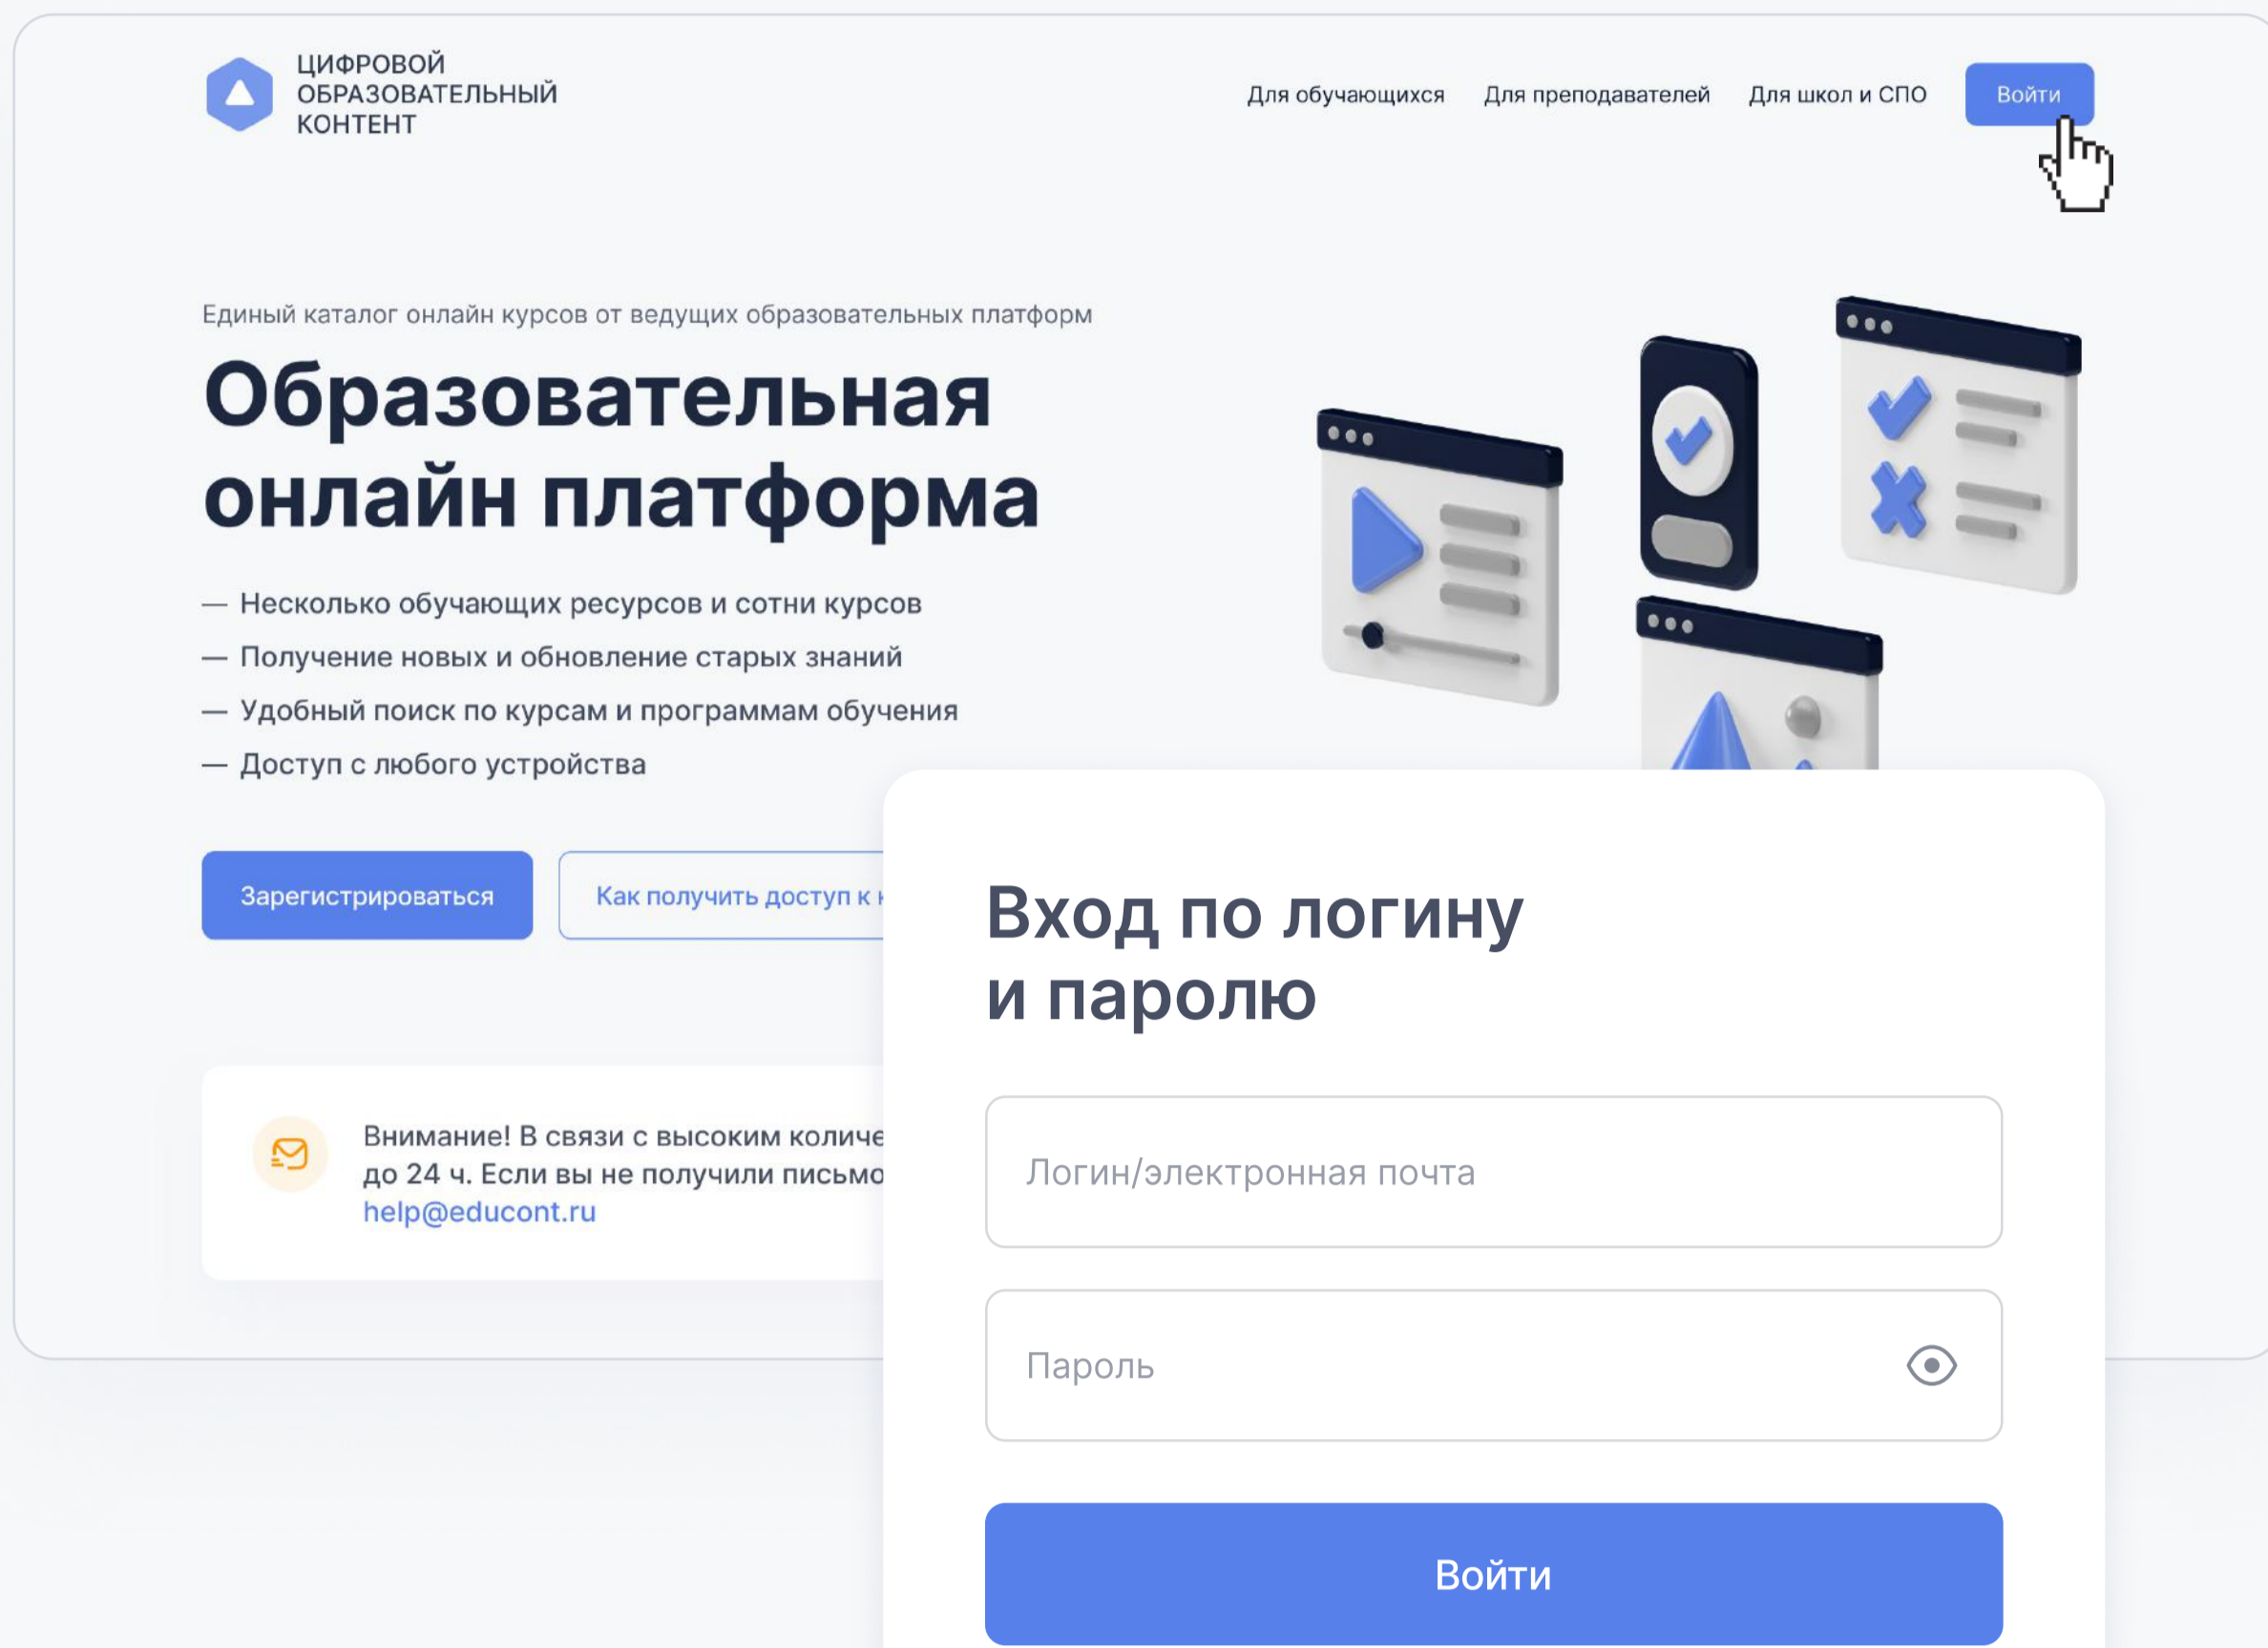 ЦИФРОВОЙ
ОБРАЗОВАТЕЛЬНЫЙ
КОНТЕНТ
Для обучающихся
Для преподавателей
Для школ и СПО
Войти
Единый каталог онлайн курсов от ведущих образовательных платформ
Образовательная
онлайн платформа
— Несколько обучающих ресурсов и сотни курсов
— Получение новых и обновление старых знаний
— Удобный поиск по курсам и программам обучения
— Доступ с любого устройства
Зарегистрироваться
Как получить доступ к
Внимание! В связи с высоким
до 24 ч. Если вы не получили письмо
help@educont.ru
Вход по логину
и паролю
Логин/электронная почта
Пароль
Войти